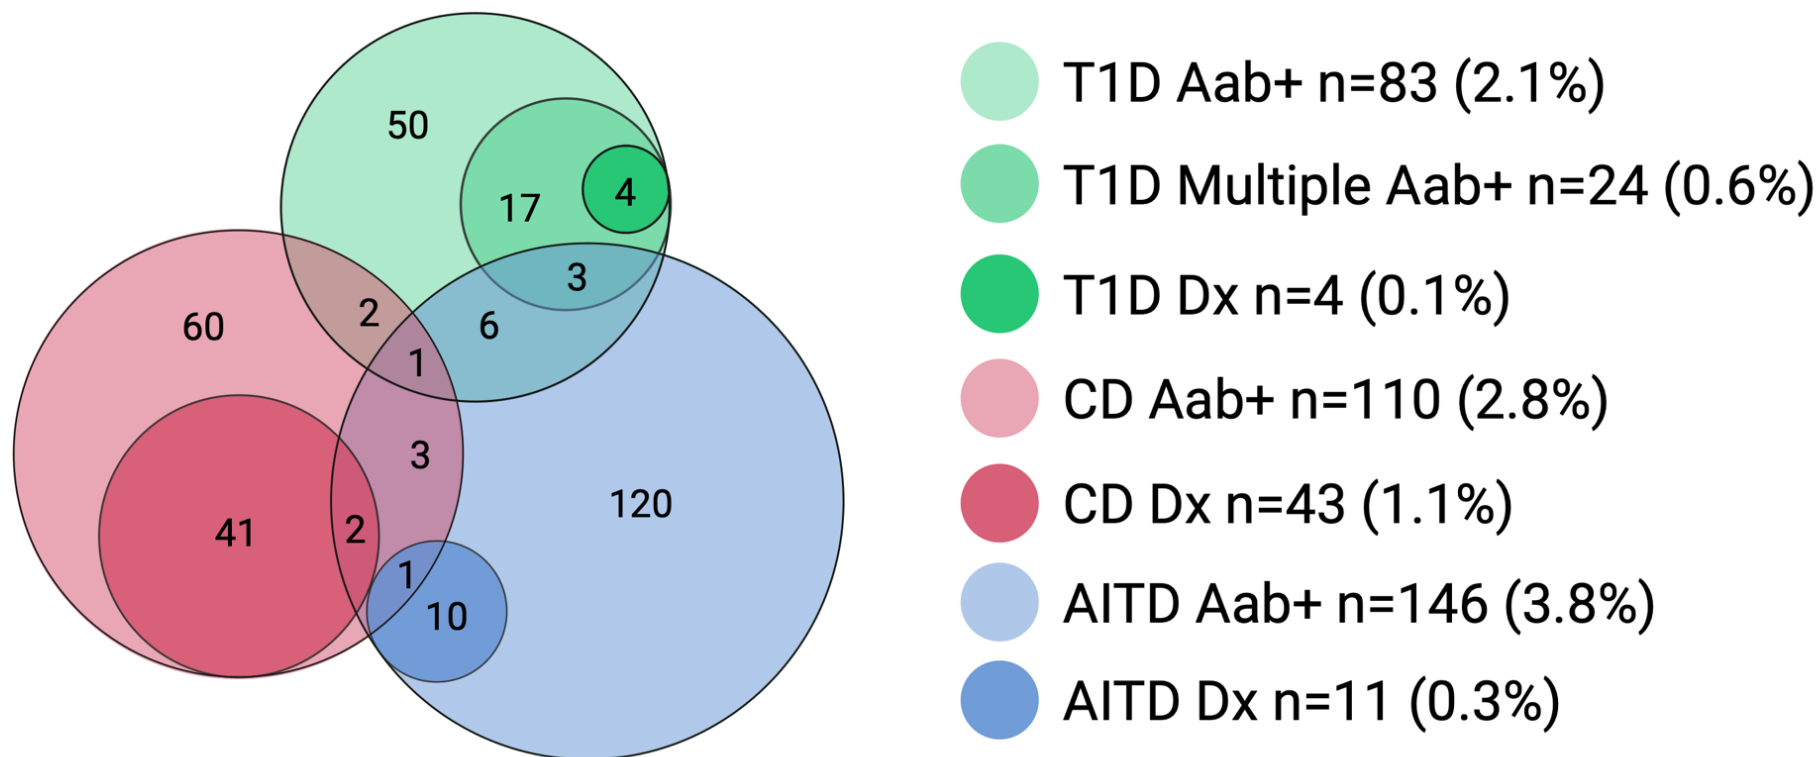 50
17
4
3
2
6
60
1
3
120
41
2
1
10
T1D Aab+ n=83 (2.1%)
T1D Multiple Aab+ n=24 (0.6%)
T1D Dx n=4 (0.1%)
CD Aab+ n=110 (2.8%)
CD Dx n=43 (1.1%)
AITD Aab+ n=146 (3.8%)
AITD Dx n=11 (0.3%)